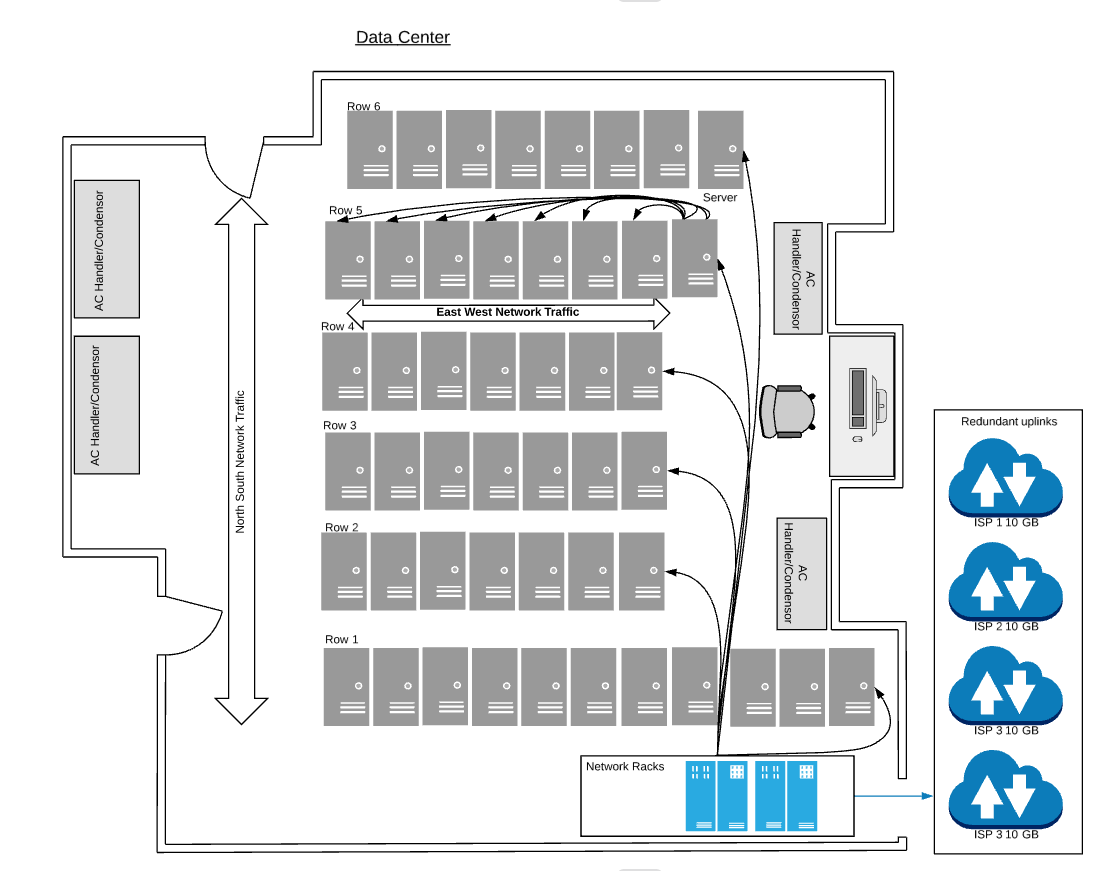 Data Center
Row 6
Server
Row 5
East West Network Traffic
Row 4
Row 3
Row 2
Row 1
North South Network Traffic
AC Handler/Condensor
AC Handler/Condensor
AC
Handler/Condensor
AC
Handler/Condensor
Network Racks
Redundant uplinks
ISP 1 10 GB
ISP 2 10 GB
ISP 3 10 GB
ISP 3 10 GB